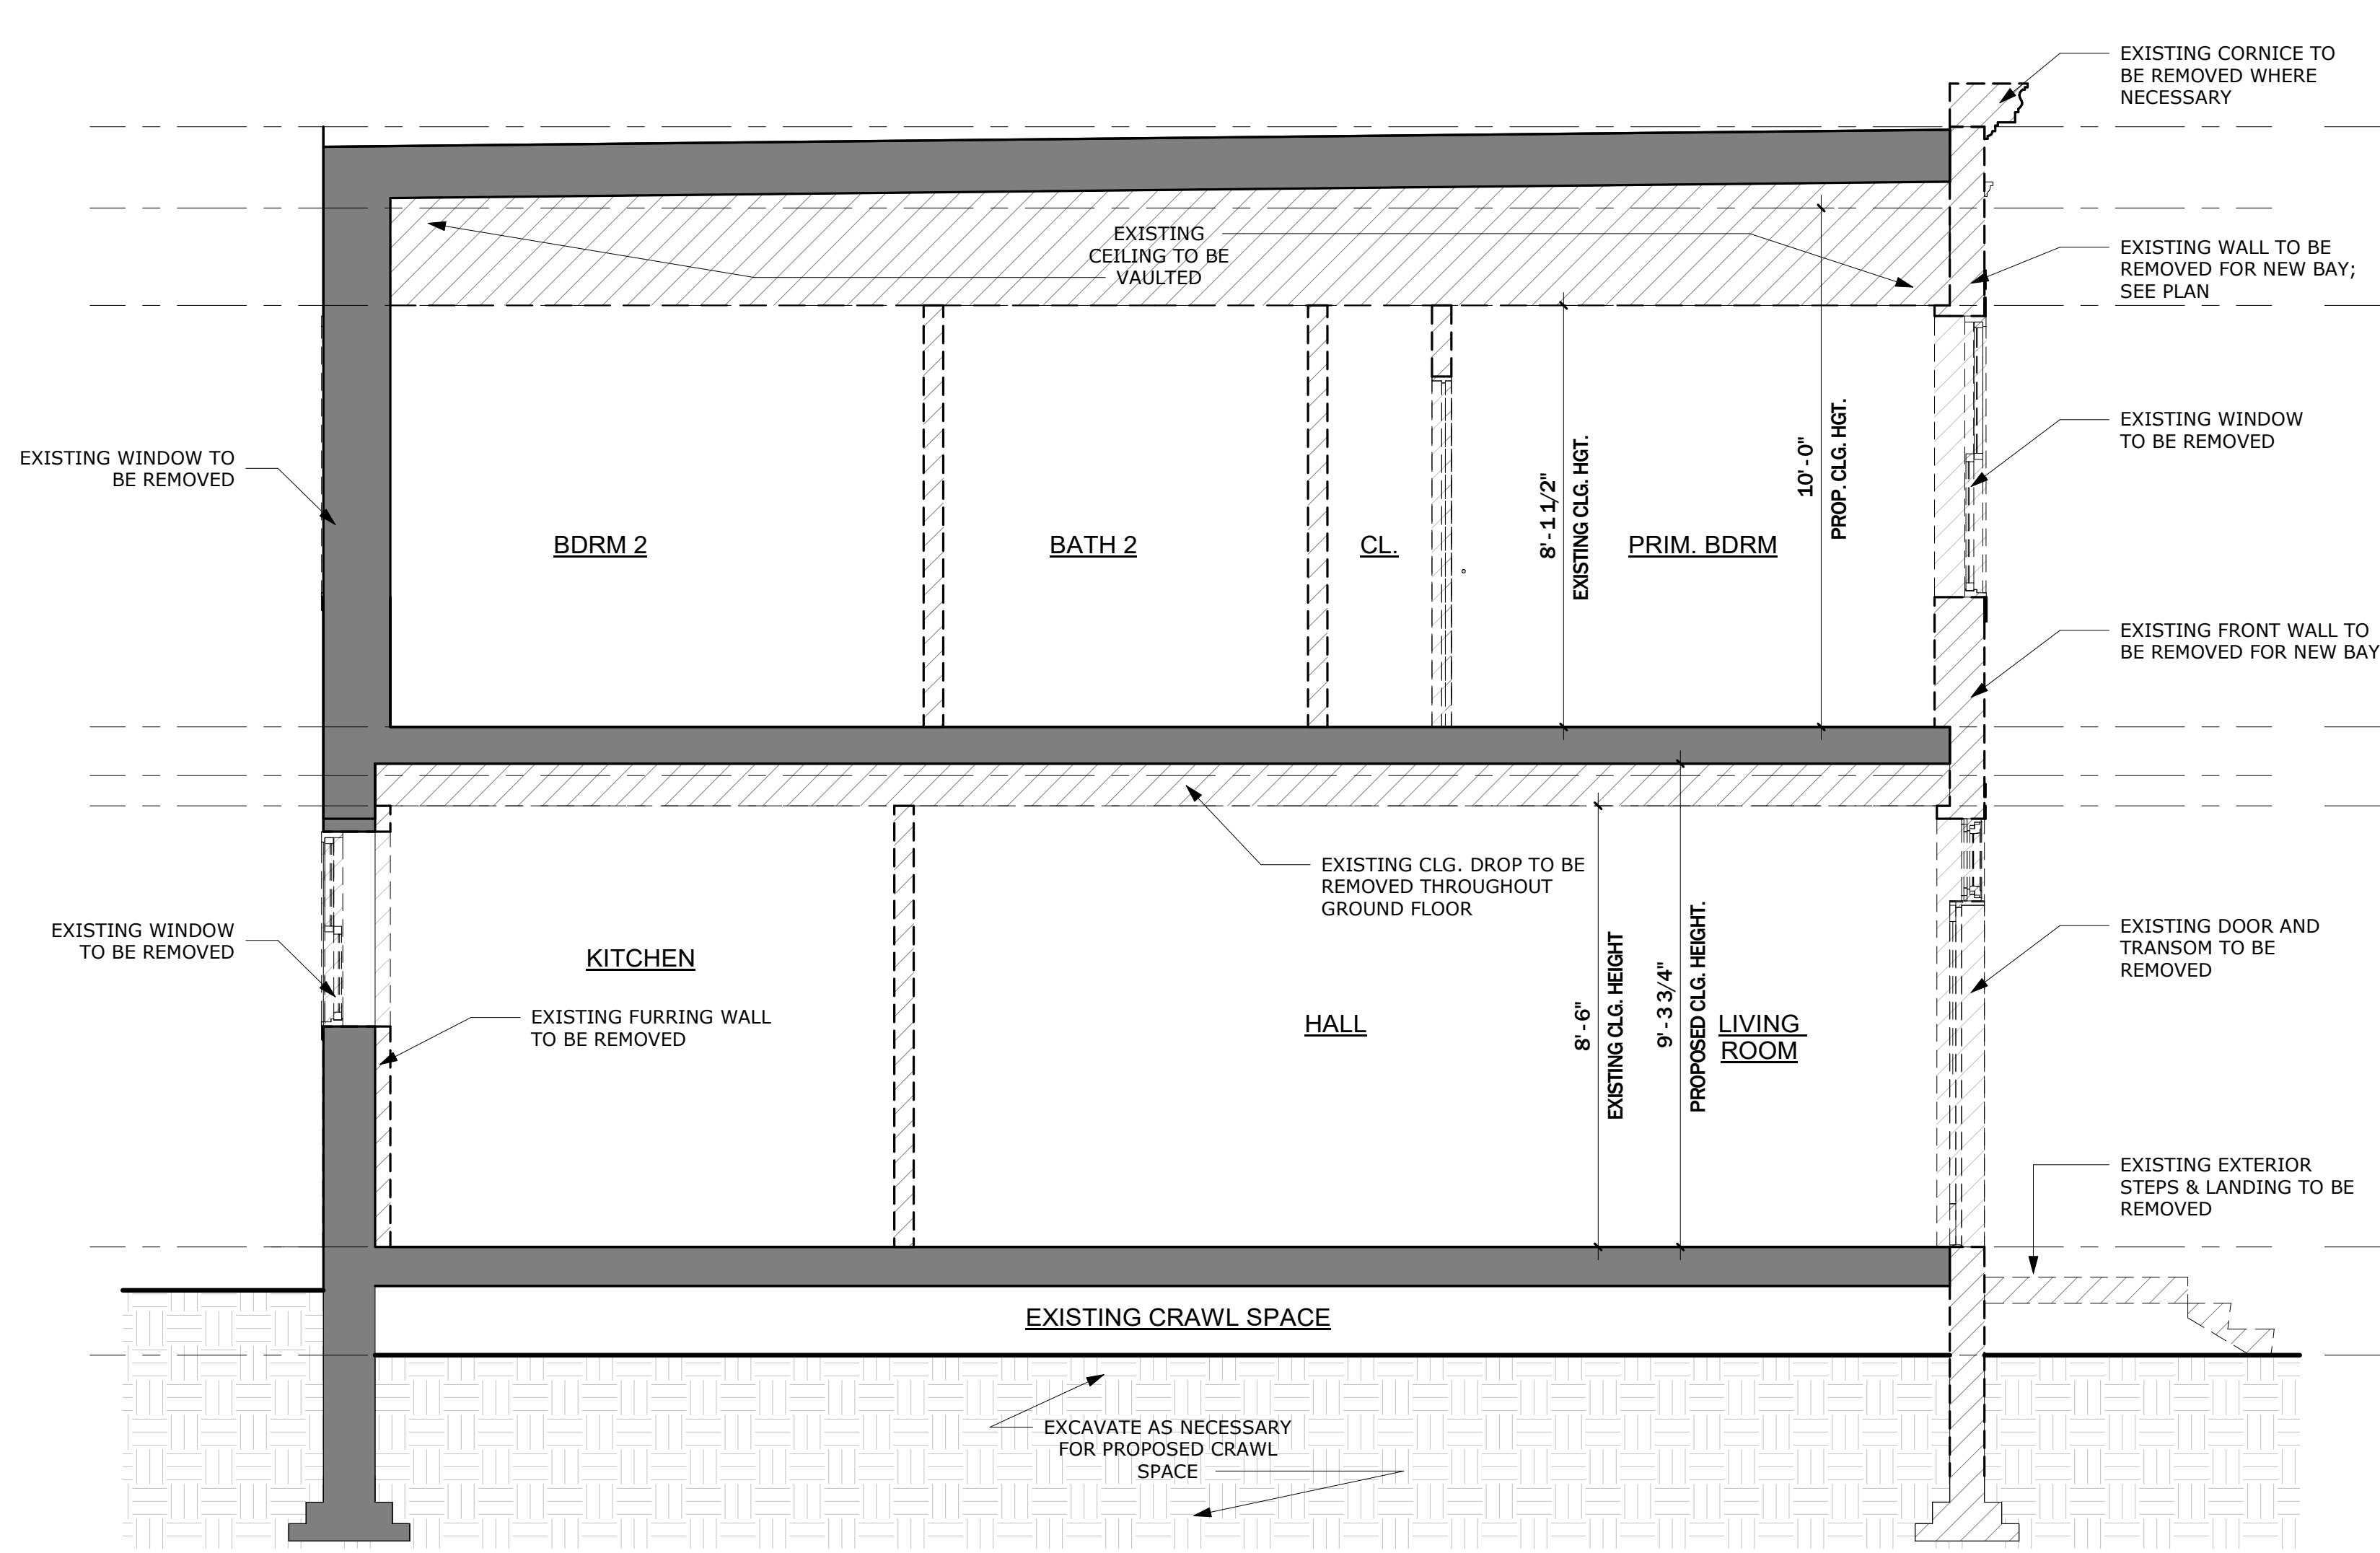 EXISTING CORNICE TO
BE REMOVED WHERE
NECESSARY
EXISTING
CEILING TO BE
VAULTED
EXISTING WALL TO BE
REMOVED FOR NEW BAY;
SEE PLAN
EXISTING WINDOW
TO BE REMOVED
EXISTING WINDOW TO
BE REMOVED
8'-1 1/2"
EXISTING CLG. HGT.
10'-0"
PROP. CLG. HGT.
BDRM 2
BATH 2
CL.
PRIM. BDRM
EXISTING FRONT WALL TO
BE REMOVED FOR NEW BAY
EXISTING CLG. DROP TO BE
REMOVED THROUGHOUT
GROUND FLOOR
EXISTING WINDOW
TO BE REMOVED
KITCHEN
EXISTING FURRING WALL
TO BE REMOVED
HALL
8'-6"
EXISTING CLG. HEIGHT
9'-3 3/4"
PROPOSED CLG. HEIGHT.
LIVING
ROOM
EXISTING DOOR AND
TRANSOM TO BE
REMOVED
EXISTING EXTERIOR
STEPS & LANDING TO BE
REMOVED
EXISTING CRAWL SPACE
EXCAVATE AS NECESSARY
FOR PROPOSED CRAWL
SPACE